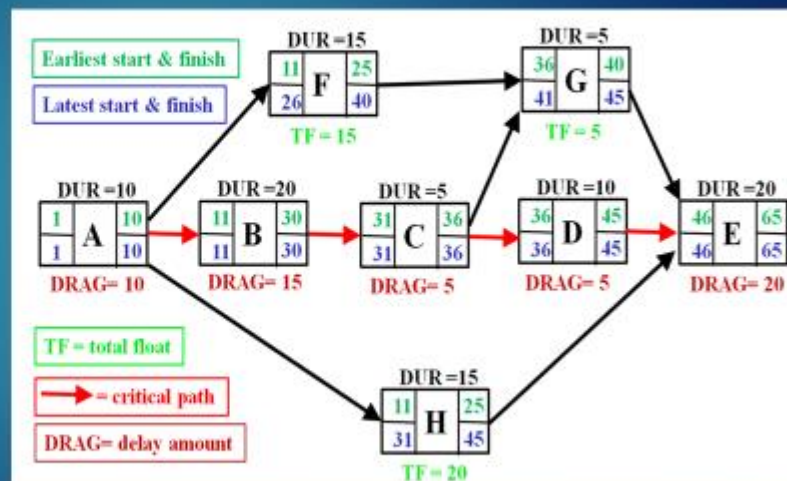 DUR =15
DUR =5
Earliest start & finish
11 F 25
26 40
36 G 40
41 45
Latest start & finish
TF = 15
TF = 5
DUR =10
DUR =20
DUR =5
DUR =10
DUR =20
1 A 10
1 10
11 B 30
11 30
31 C 36
31 36
36 D 45
36 45
46 E 65
46 65
DRAG= 10
DRAG= 15
DRAG= 5
DRAG= 5
DRAG= 20
TF = total float
DUR =15
= critical path
11 H 25
31 45
DRAG= delay amount
TF = 20